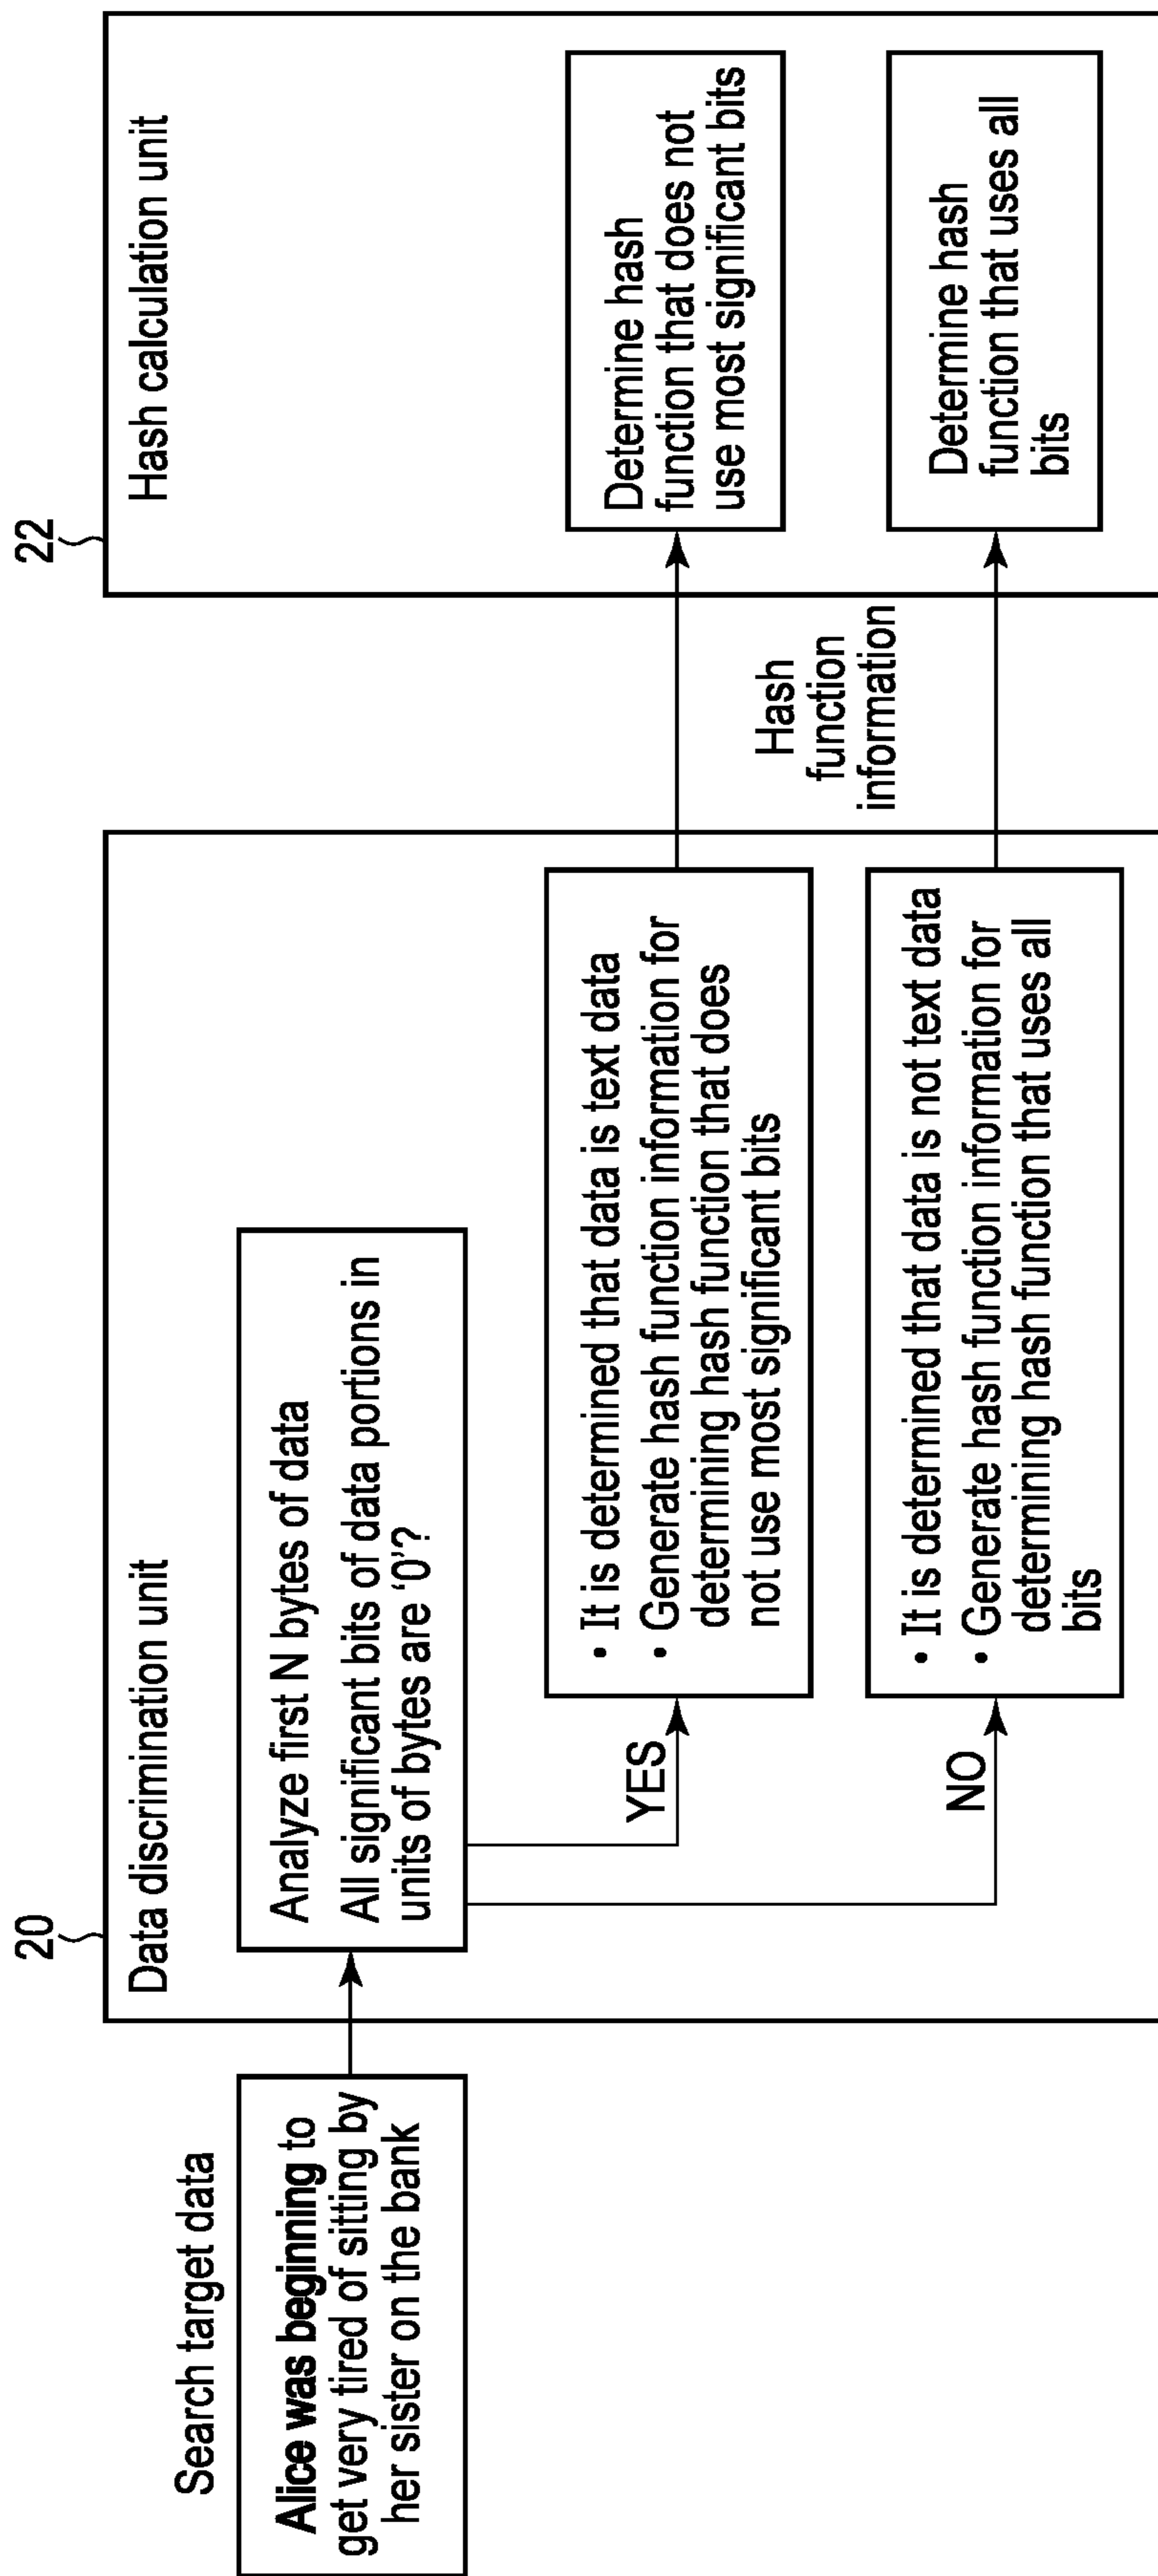 Search target data
Alice was beginning to
get very tired of sitting by
her sister on the bank
20
Data discrimination unit
Analyze first N bytes of data
All significant bits of data portions in
units of bytes are ‘0’?
YES
• It is determined that data is text data
• Generate hash function information for
determining hash function that does
not use most significant bits
NO
• It is determined that data is not text data
• Generate hash function information for
determining hash function that uses all
bits
Hash
function
information
22
Hash calculation unit
Determine hash
function that does not
use most significant bits
Determine hash
function that uses all
bits